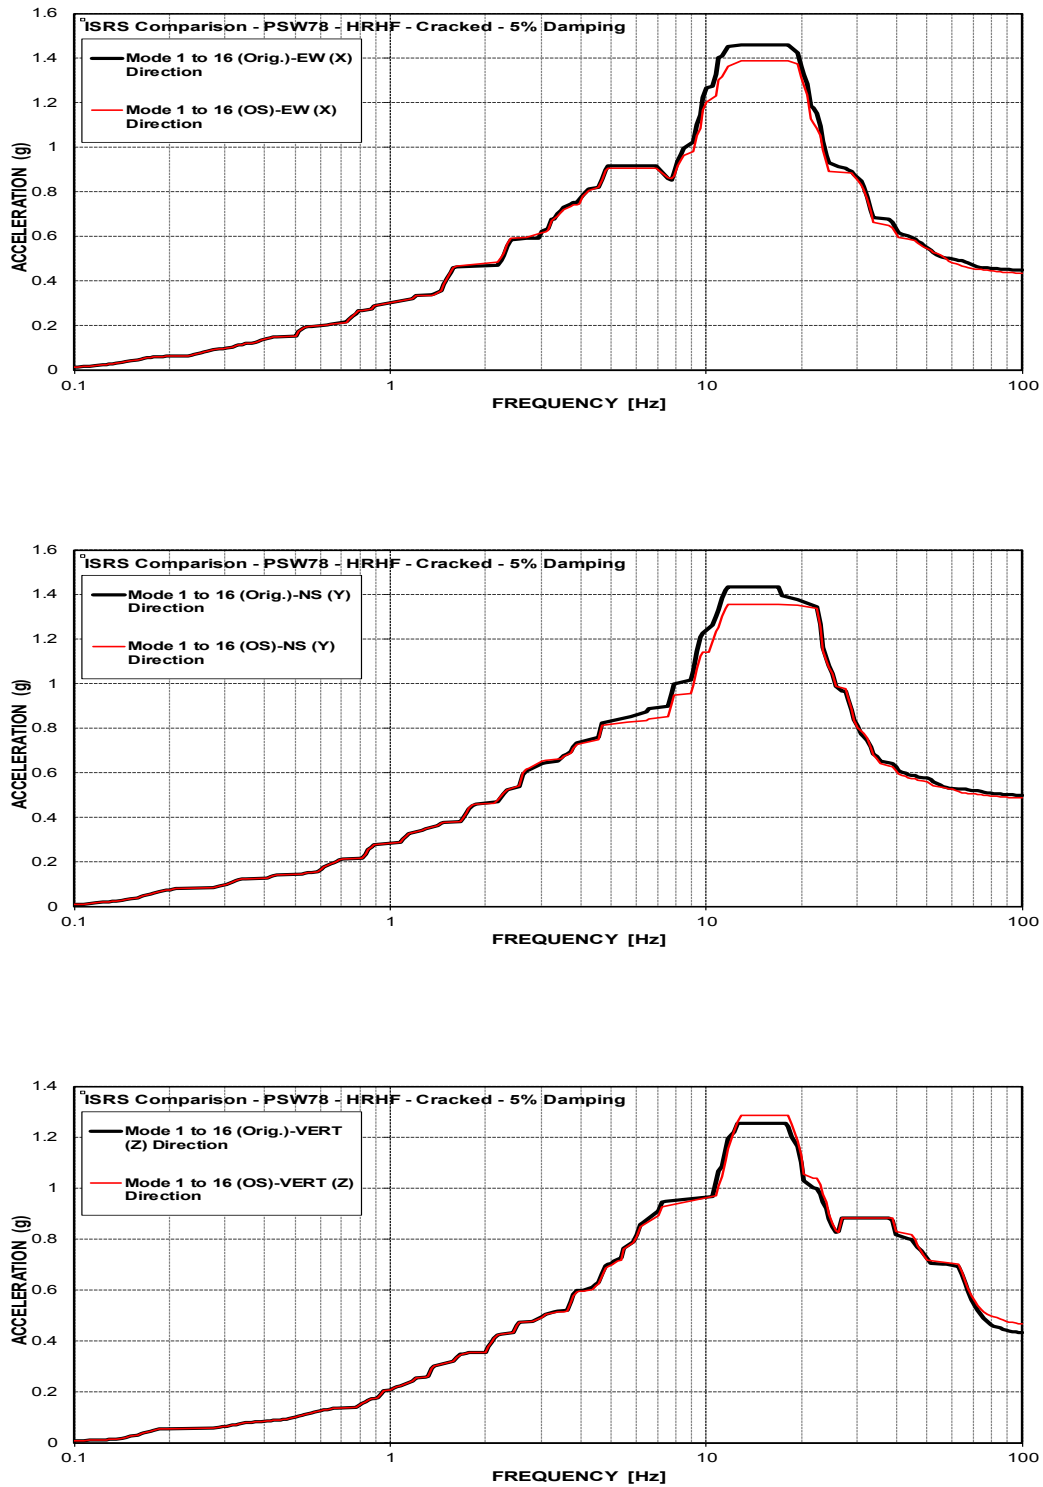 ISRS Comparison - PSW78 - HRHF - Cracked - 5% Damping
Mode 1 to 16 (Orig.)-EW (X)
Direction
Mode 1 to 16 (OS)-EW (X)
Direction
ACCELERATION (g)
1.6
1.4
1.2
1
0.8
0.6
0.4
0.2
0
0.1
1
10
100
FREQUENCY [Hz]
ISRS Comparison - PSW78 - HRHF - Cracked - 5% Damping
Mode 1 to 16 (Orig.)-NS (Y)
Direction
Mode 1 to 16 (OS)-NS (Y)
Direction
ACCELERATION (g)
1.6
1.4
1.2
1
0.8
0.6
0.4
0.2
0
0.1
1
10
100
FREQUENCY [Hz]
ISRS Comparison - PSW78 - HRHF - Cracked - 5% Damping
Mode 1 to 16 (Orig.)-VERT
(Z) Direction
Mode 1 to 16 (OS)-VERT (Z)
Direction
ACCELERATION (g)
1.4
1.2
1
0.8
0.6
0.4
0.2
0
0.1
1
10
100
FREQUENCY [Hz]